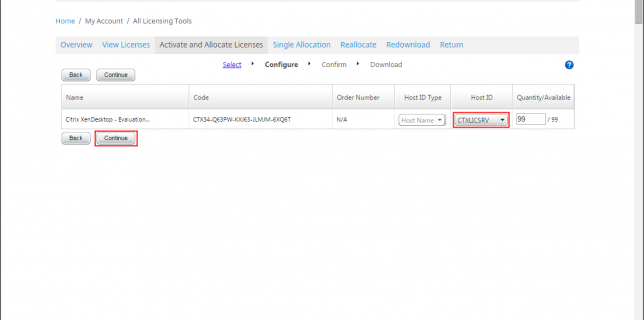 Home / My Account / All Licensing Tools
Overview View Licenses Activate and Allocate Licenses Single Allocation Reallocate Redownload Return
Select Configure Confirm Download ?
Back Continue
Name Code Order Number Host ID Type Host ID Quantity/Available
Citrix XenDesktop - Evaluation... CTX34-Q63PW-KXJ63-JLMJM-6XQ6T N/A Host Name CTXLICSRV 99 / 99
Back Continue